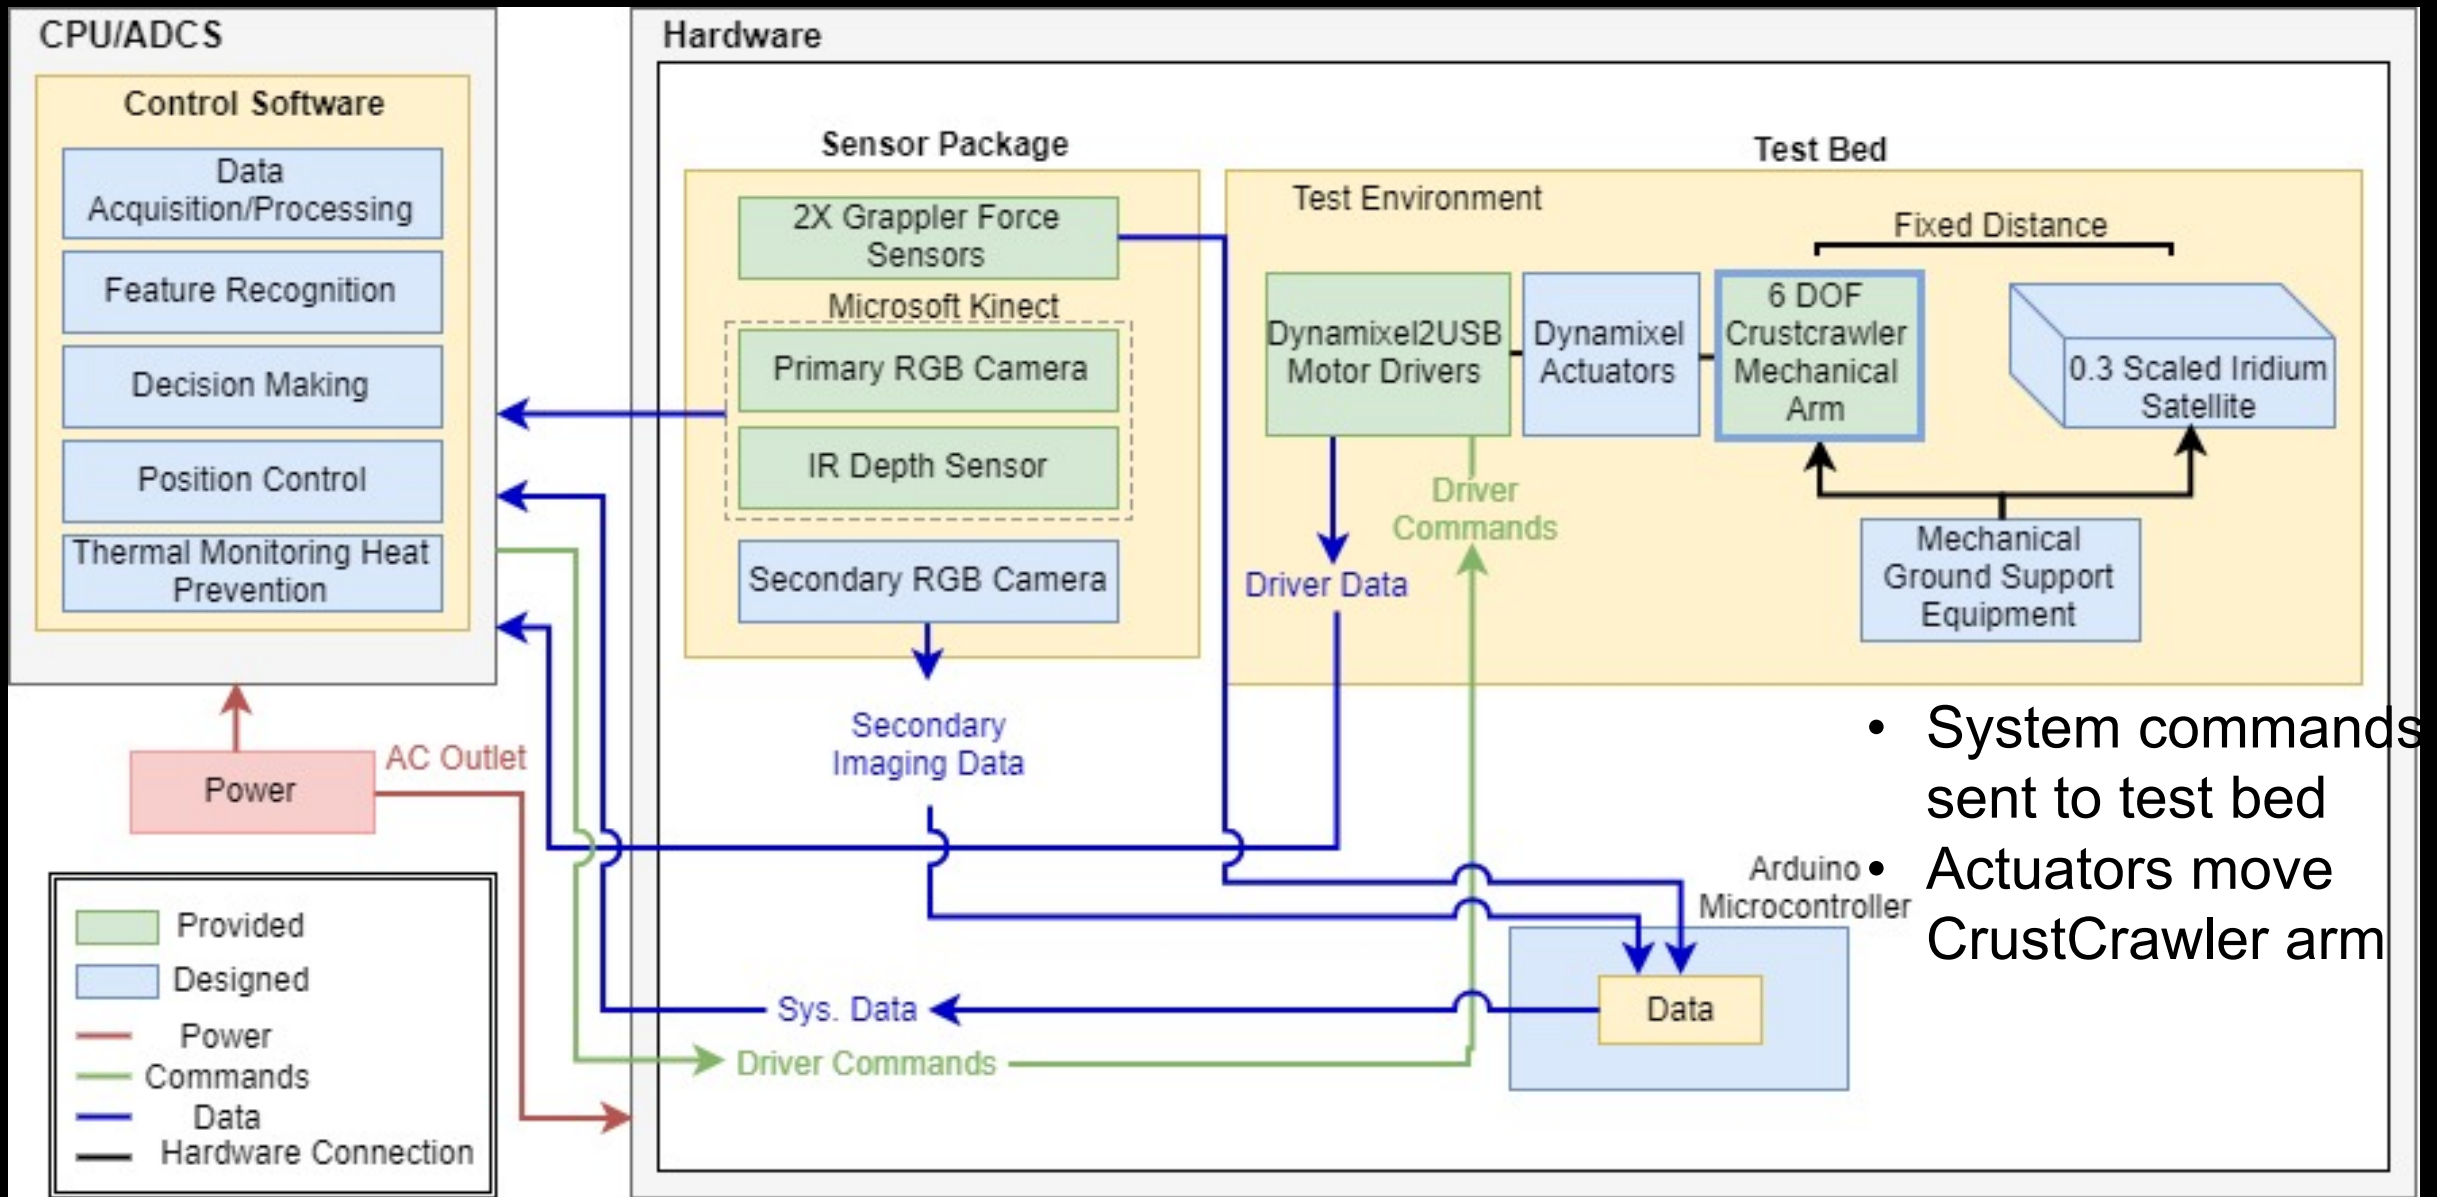 CPU/ADCS
Control Software
Data
Acquisition/Processing
Feature Recognition
Decision Making
Position Control
Thermal Monitoring Heat
Prevention
Power
AC Outlet
Provided
Designed
Power
Commands
Data
Hardware Connection
Hardware
Sensor Package
2X Grappler Force
Sensors
Microsoft Kinect
Primary RGB Camera
IR Depth Sensor
Secondary RGB Camera
Secondary
Imaging Data
Test Bed
Test Environment
Fixed Distance
Dynamixel2USB
Motor Drivers
Dynamixel
Actuators
6 DOF
Crustcrawler
Mechanical
Arm
0.3 Scaled Iridium
Satellite
Driver
Commands
Driver Data
Mechanical
Ground Support
Equipment
Arduino
Microcontroller
Data
Sys. Data
Driver Commands
• System commands
sent to test bed
• Actuators move
CrustCrawler arm